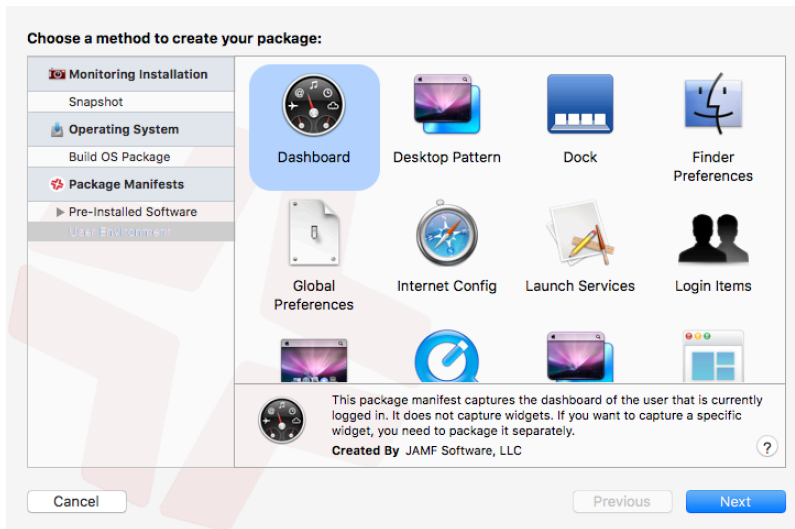 Choose a method to create your package:
Monitoring Installation
Snapshot
Operating System
Build OS Package
Package Manifests
Pre-Installed Software
User Environment
Dashboard
Desktop Pattern
Dock
Finder
Preferences
Global
Preferences
Internet Config
Launch Services
Login Items
This package manifest captures the dashboard of the user that is currently
logged in. It does not capture widgets. If you want to capture a specific
widget, you need to package it separately.
Created By JAMF Software, LLC
?
Cancel
Previous
Next